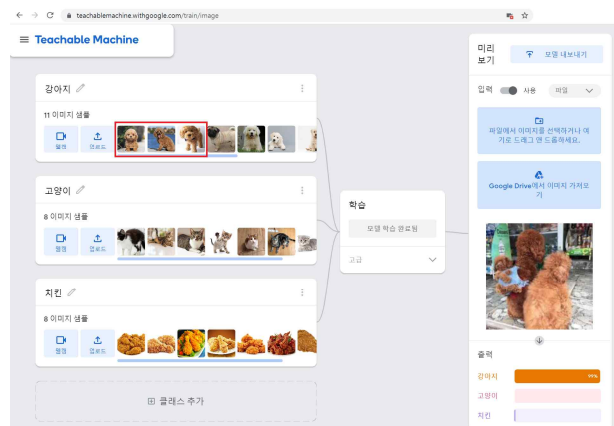 teachablemachine.withgoogle.com/train/image
Teachable Machine
강아지
11 이미지 샘플
웹캠
업로드
고양이
8 이미지 샘플
웹캠
업로드
치킨
8 이미지 샘플
웹캠
업로드
클래스 추가
학습
모델 학습 완료됨
고급
미리
보기
모델 내보내기
입력
사용
파일
파일에서 이미지를 선택하거나 여
기로 드래그 앤 드롭하세요.
Google Drive에서 이미지 가져오
기
출력
강아지
99%
고양이
치킨